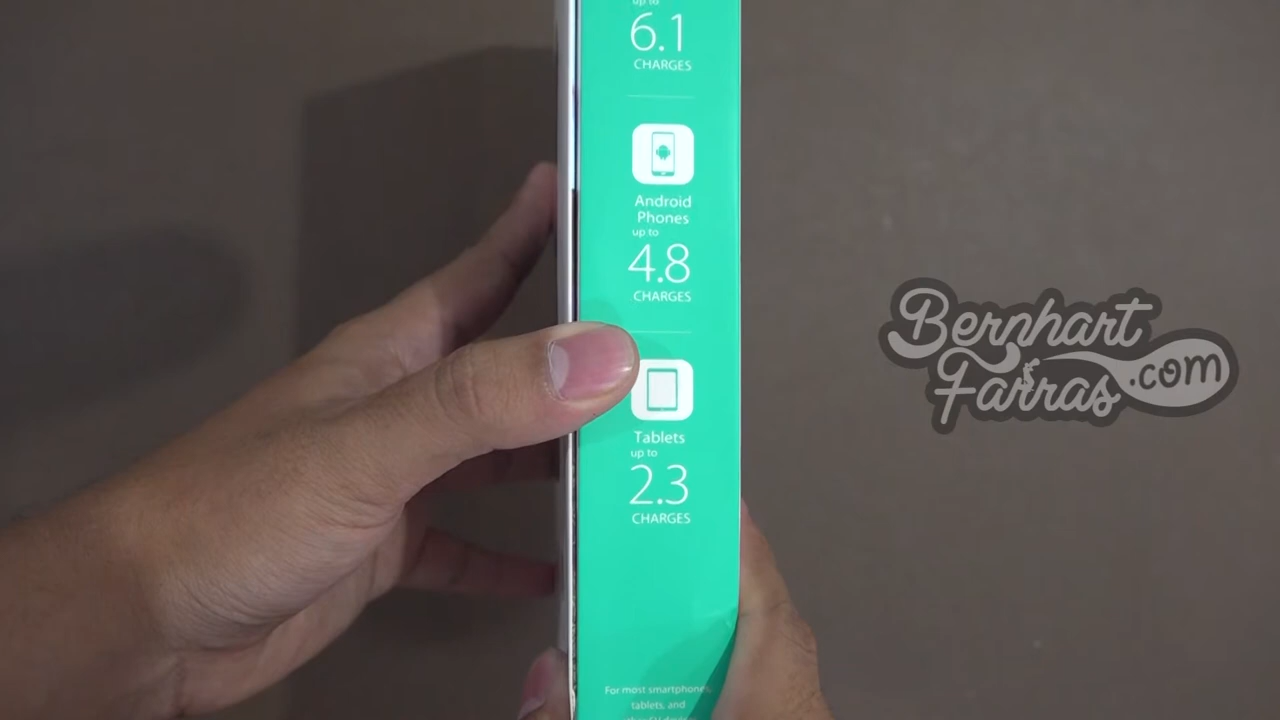 up to
6.1
CHARGES
Android
Phones
up to
4.8
CHARGES
Tablets
up to
2.3
CHARGES
For most smartphones,
tablets, and
Bernhart
Farras
.com